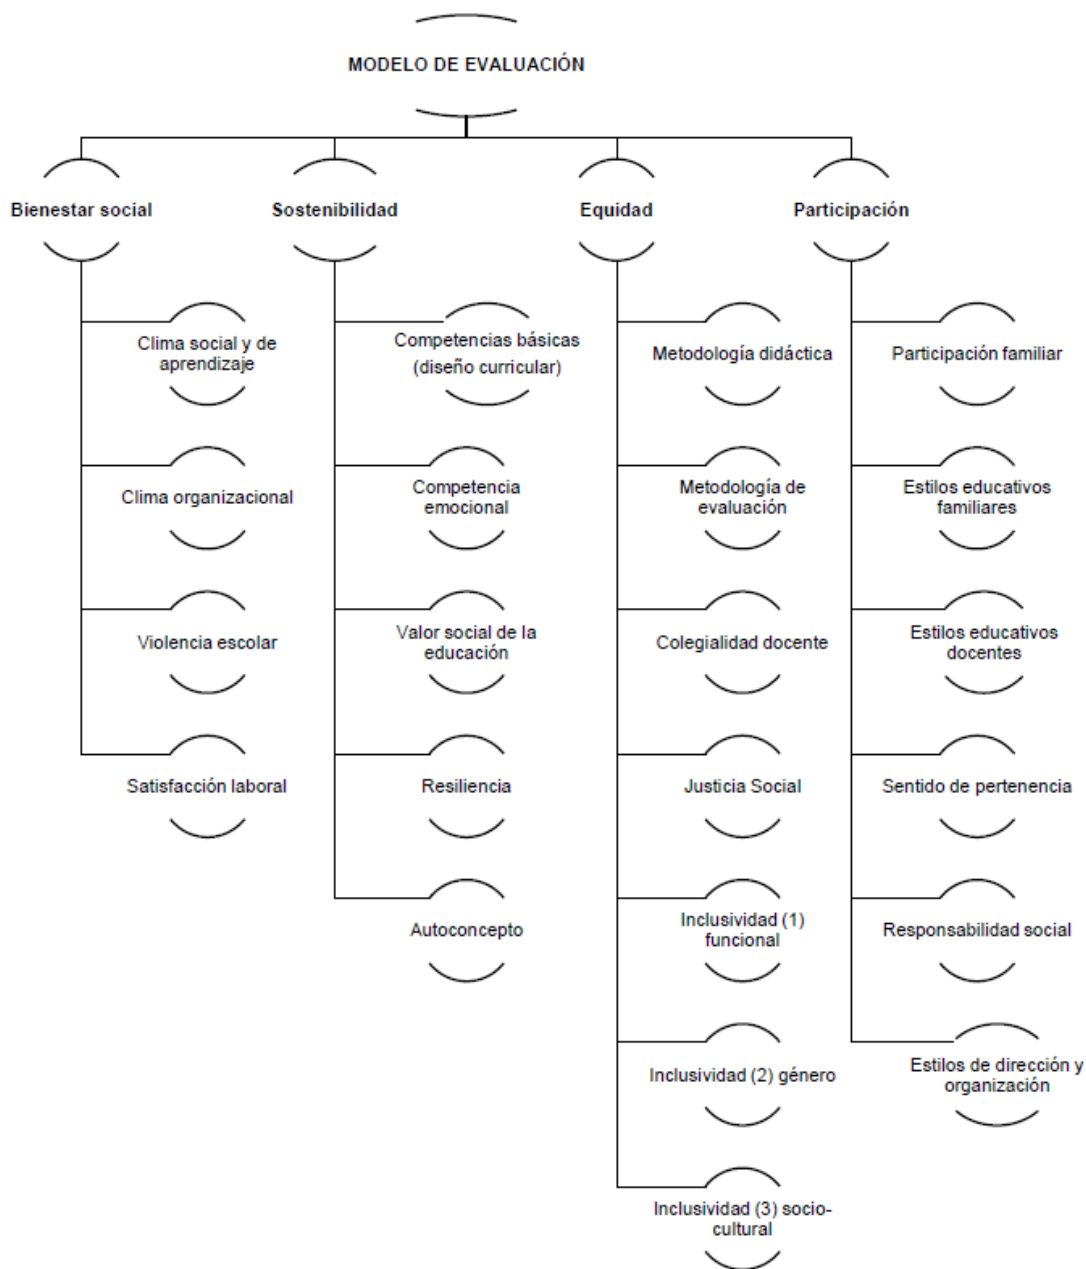 MODELO DE EVALUACIÓN
Bienestar social
Sostenibilidad
Equidad
Participación
Clima social y de
aprendizaje
Clima organizacional
Violencia escolar
Satisfacción laboral
Competencias básicas
(diseño curricular)
Competencia
emocional
Valor social de la
educación
Resiliencia
Autoconcepto
Metodología didáctica
Metodología de
evaluación
Colegialidad docente
Justicia Social
Inclusividad (1)
funcional
Inclusividad (2) género
Inclusividad (3) socio-
cultural
Participación familiar
Estilos educativos
familiares
Estilos educativos
docentes
Sentido de pertenencia
Responsabilidad social
Estilos de dirección y
organización